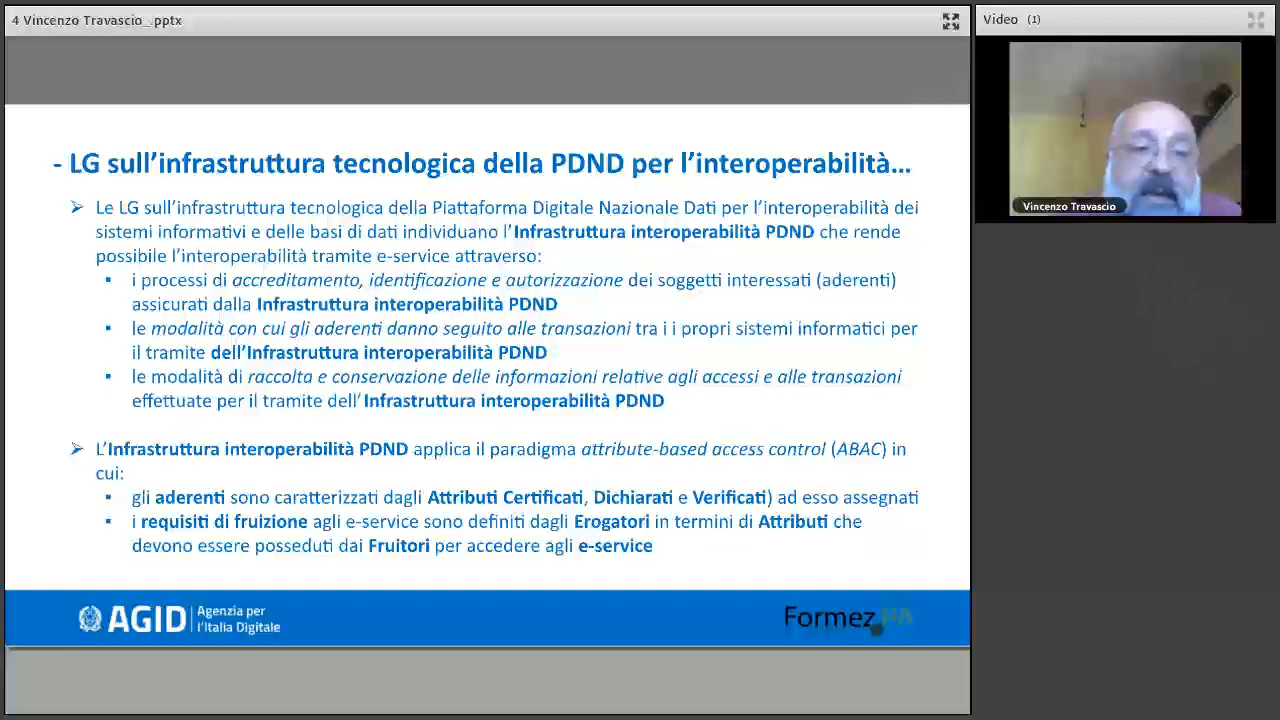 4 Vincenzo Travascio_.pptx
Video (1)
Vincenzo Travascio
- LG sull'infrastruttura tecnologica della PDND per l'interoperabilità...
➢ Le LG sull'infrastruttura tecnologica della Piattaforma Digitale Nazionale Dati per l'interoperabilità dei
sistemi informativi e delle basi di dati individuano l'Infrastruttura interoperabilità PDND che rende
possibile l'interoperabilità tramite e-service attraverso:
▪ i processi di accreditamento, identificazione e autorizzazione dei soggetti interessati (aderenti)
assicurati dalla Infrastruttura interoperabilità PDND
▪ le modalità con cui gli aderenti danno seguito alle transazioni tra i i propri sistemi informatici per
il tramite dell'Infrastruttura interoperabilità PDND
▪ le modalità di raccolta e conservazione delle informazioni relative agli accessi e alle transazioni
effettuate per il tramite dell'Infrastruttura interoperabilità PDND
➢ L'Infrastruttura interoperabilità PDND applica il paradigma attribute-based access control (ABAC) in
cui:
▪ gli aderenti sono caratterizzati dagli Attributi Certificati, Dichiarati e Verificati) ad esso assegnati
▪ i requisiti di fruizione agli e-service sono definiti dagli Erogatori in termini di Attributi che
devono essere posseduti dai Fruitori per accedere agli e-service
AGID
Agenzia per
l'Italia Digitale
Formez PA